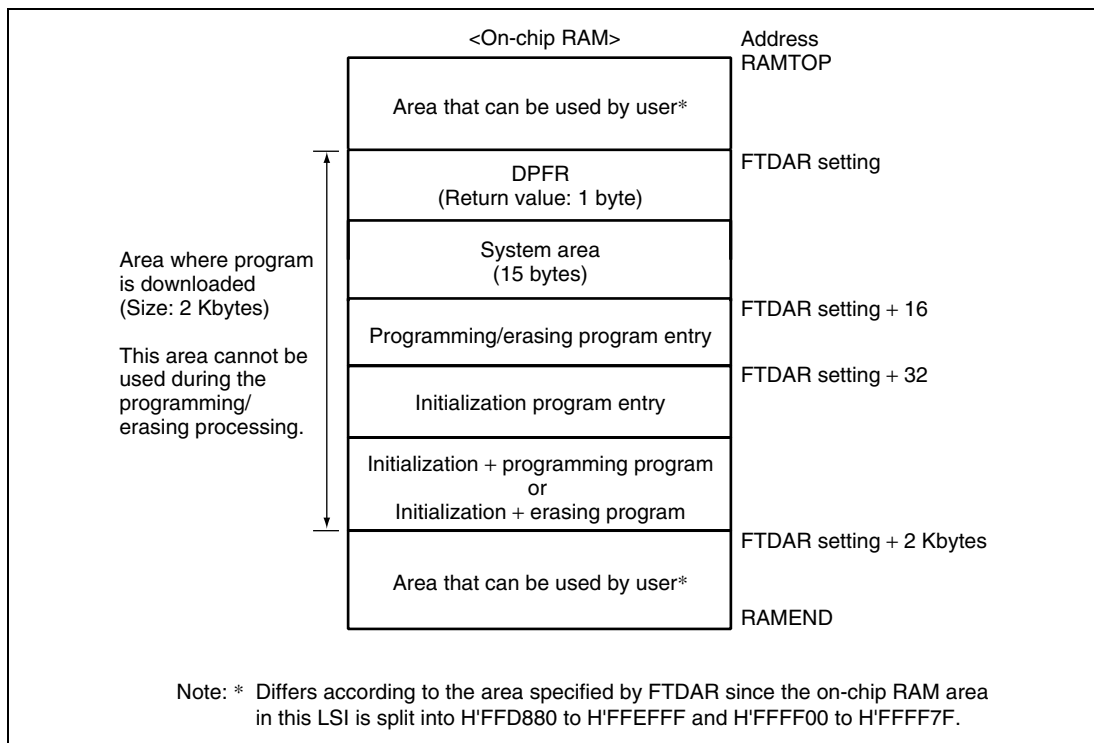 <On-chip RAM>
Address
RAMTOP
Area that can be used by user*
FTDAR setting
DPFR
(Return value: 1 byte)
System area
(15 bytes)
Area where program
is downloaded
(Size: 2 Kbytes)
This area cannot be
used during the
programming/
erasing processing.
FTDAR setting + 16
Programming/erasing program entry
FTDAR setting + 32
Initialization program entry
Initialization + programming program
or
Initialization + erasing program
FTDAR setting + 2 Kbytes
Area that can be used by user*
RAMEND
Note: * Differs according to the area specified by FTDAR since the on-chip RAM area
in this LSI is split into H'FFD880 to H'FFEFFF and H'FFFF00 to H'FFFF7F.